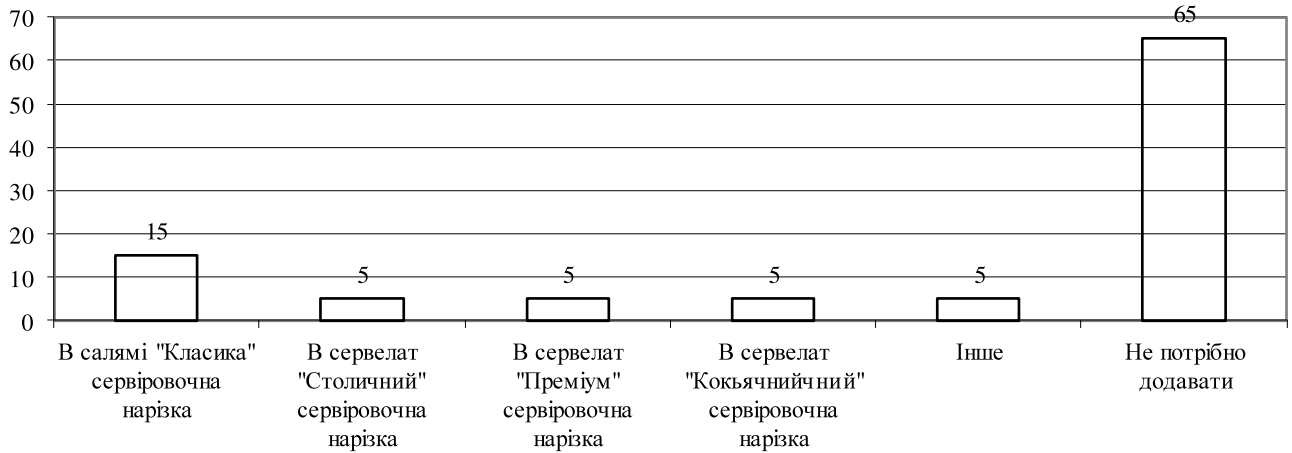 70
60
50
40
30
20
10
0
15
5
5
5
5
65
В салямі "Класика"
сервіровочна
нарізка
В сервелат
"Столичний"
сервіровочна
нарізка
В сервелат
"Преміум"
сервіровочна
нарізка
В сервелат
"Кокьячнийчний"
сервіровочна
нарізка
Інше
Не потрібно
додавати